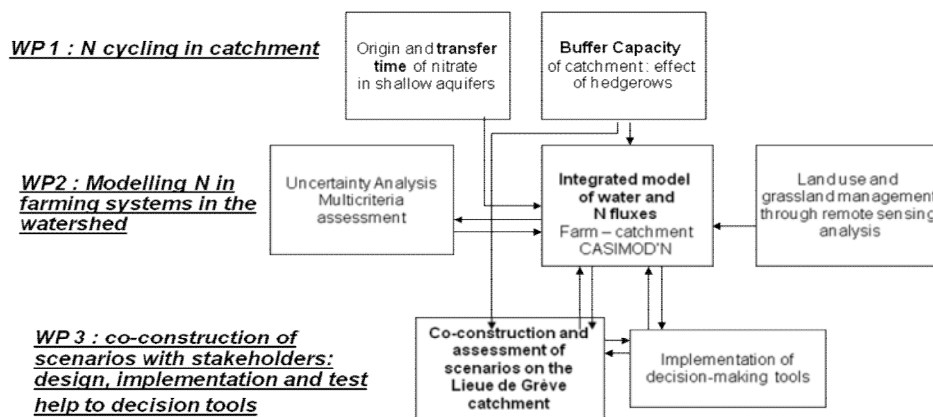 WP 1 : N cycling in catchment
Origin and transfer
time of nitrate
in shallow aquifers
Buffer Capacity
of catchment : effect
of hedgerows
WP2 : Modelling N in
farming systems in the
watershed
Uncertainty Analysis
Multicriteria
assessment
Integrated model
of water and
N fluxes
Farm – catchment
CASIMOD'N
Land use and
grassland management
through remote sensing
analysis
WP 3 : co-construction of
scenarios with stakeholders:
design, implementation and test
help to decision tools
Co-construction and
assessment of
scenarios on the
Lieue de Grève
catchment
Implementation of
decision-making tools